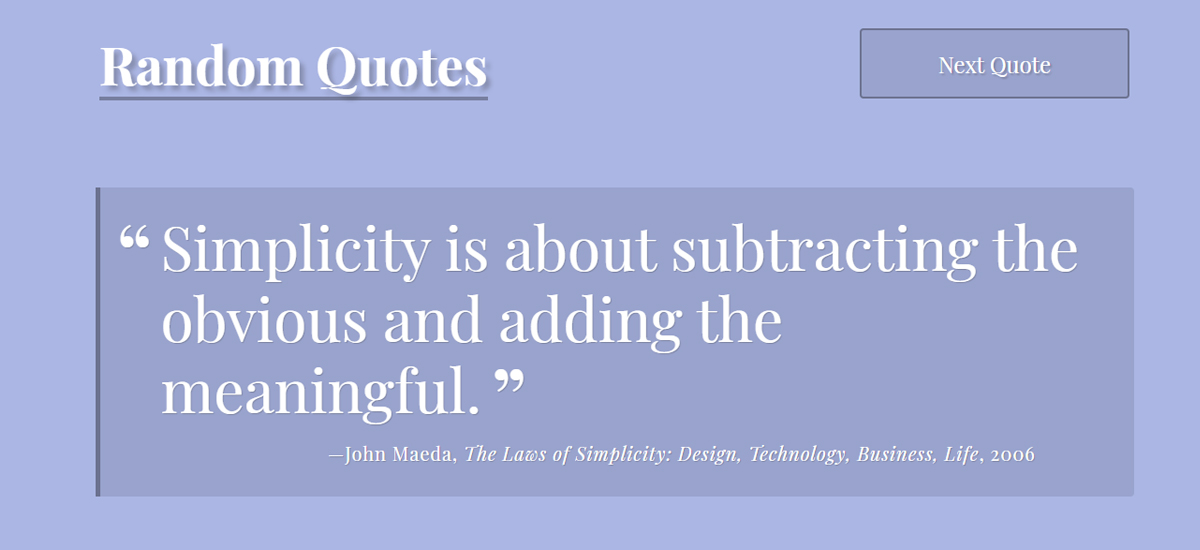 Random Quotes
Next Quote
“ Simplicity is about subtracting the
obvious and adding the
meaningful. ”
—John Maeda, The Laws of Simplicity: Design, Technology, Business, Life, 2006